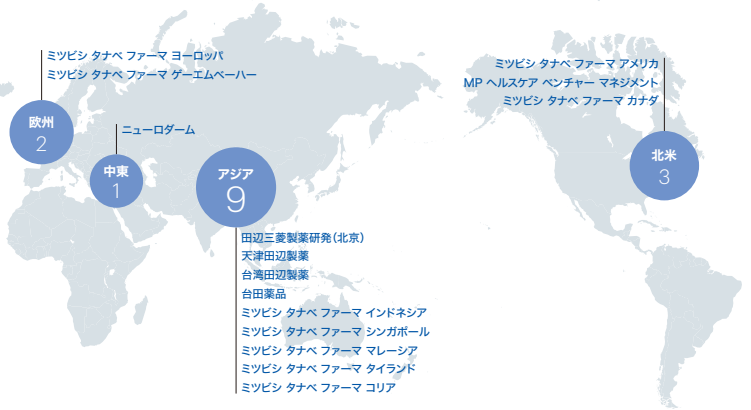 ミツビシ タナベ ファーマ ヨーロッパ
ミツビシ タナベ ファーマ ゲーエムベーハー
欧州
2
ニューロダーム
中東
1
アジア
9
田辺三菱製薬研発(北京)
天津田辺製薬
台湾田辺製薬
台田薬品
ミツビシ タナベ ファーマ インドネシア
ミツビシ タナベ ファーマ シンガポール
ミツビシ タナベ ファーマ マレーシア
ミツビシ タナベ ファーマ タイランド
ミツビシ タナベ ファーマ コリア
ミツビシ タナベ ファーマ アメリカ
MP ヘルスケア ベンチャー マネジメント
ミツビシ タナベ ファーマ カナダ
北米
3